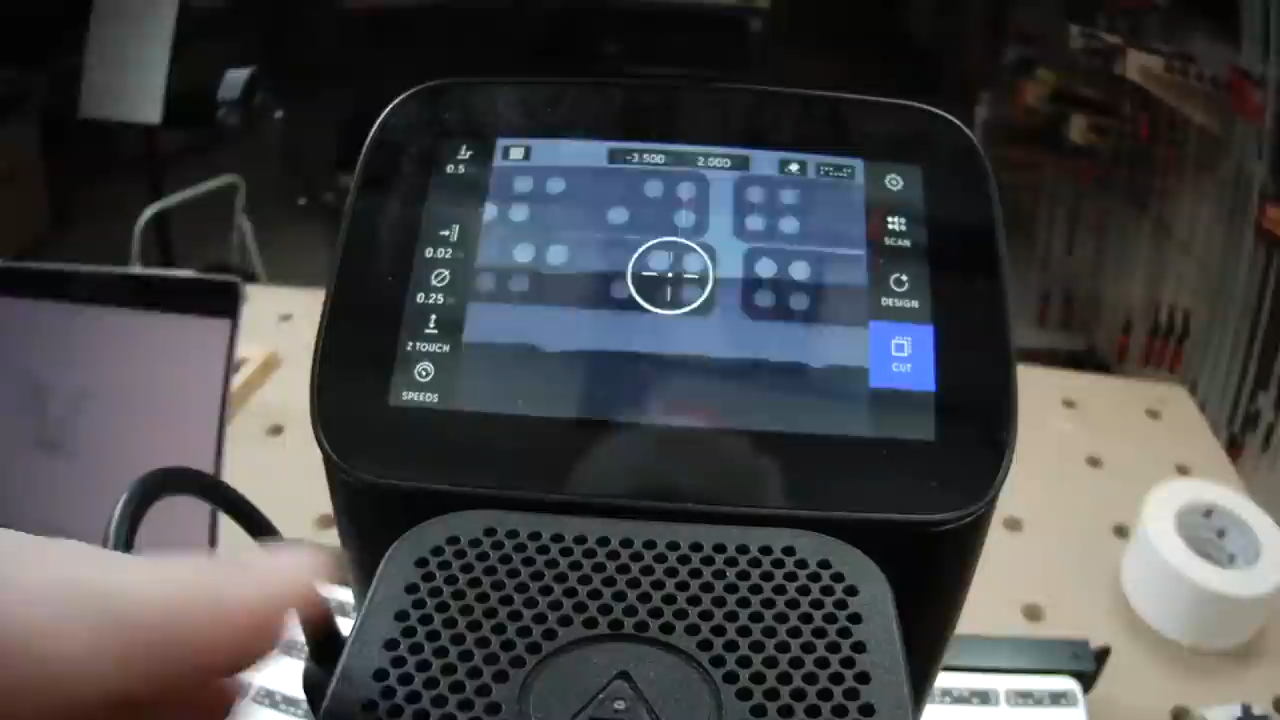 0.5
-3.500 2.000
0.02
0.25
Z TOUCH
SPEEDS
SCAN
DESIGN
CUT